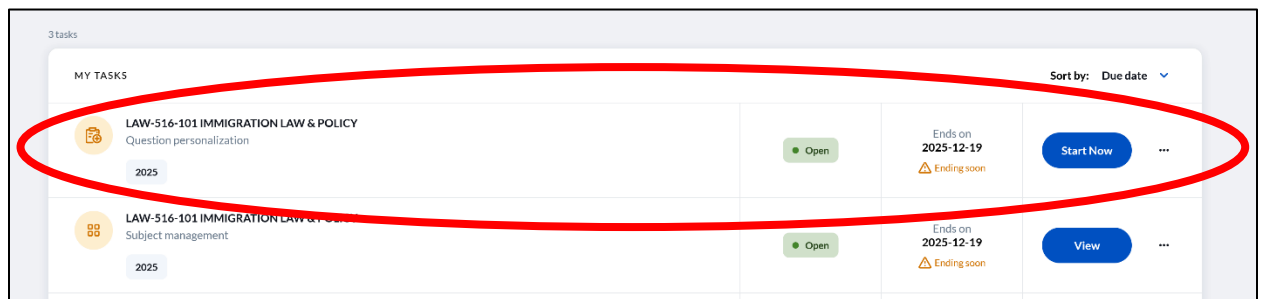 3 tasks
MY TASKS
Sort by: Due date
LAW-516-101 IMMIGRATION LAW & POLICY
Question personalization
2025
Open
Ends on
2025-12-19
Ending soon
Start Now
LAW-516-101 IMMIGRATION LAW & POLICY
Subject management
2025
Open
Ends on
2025-12-19
Ending soon
View